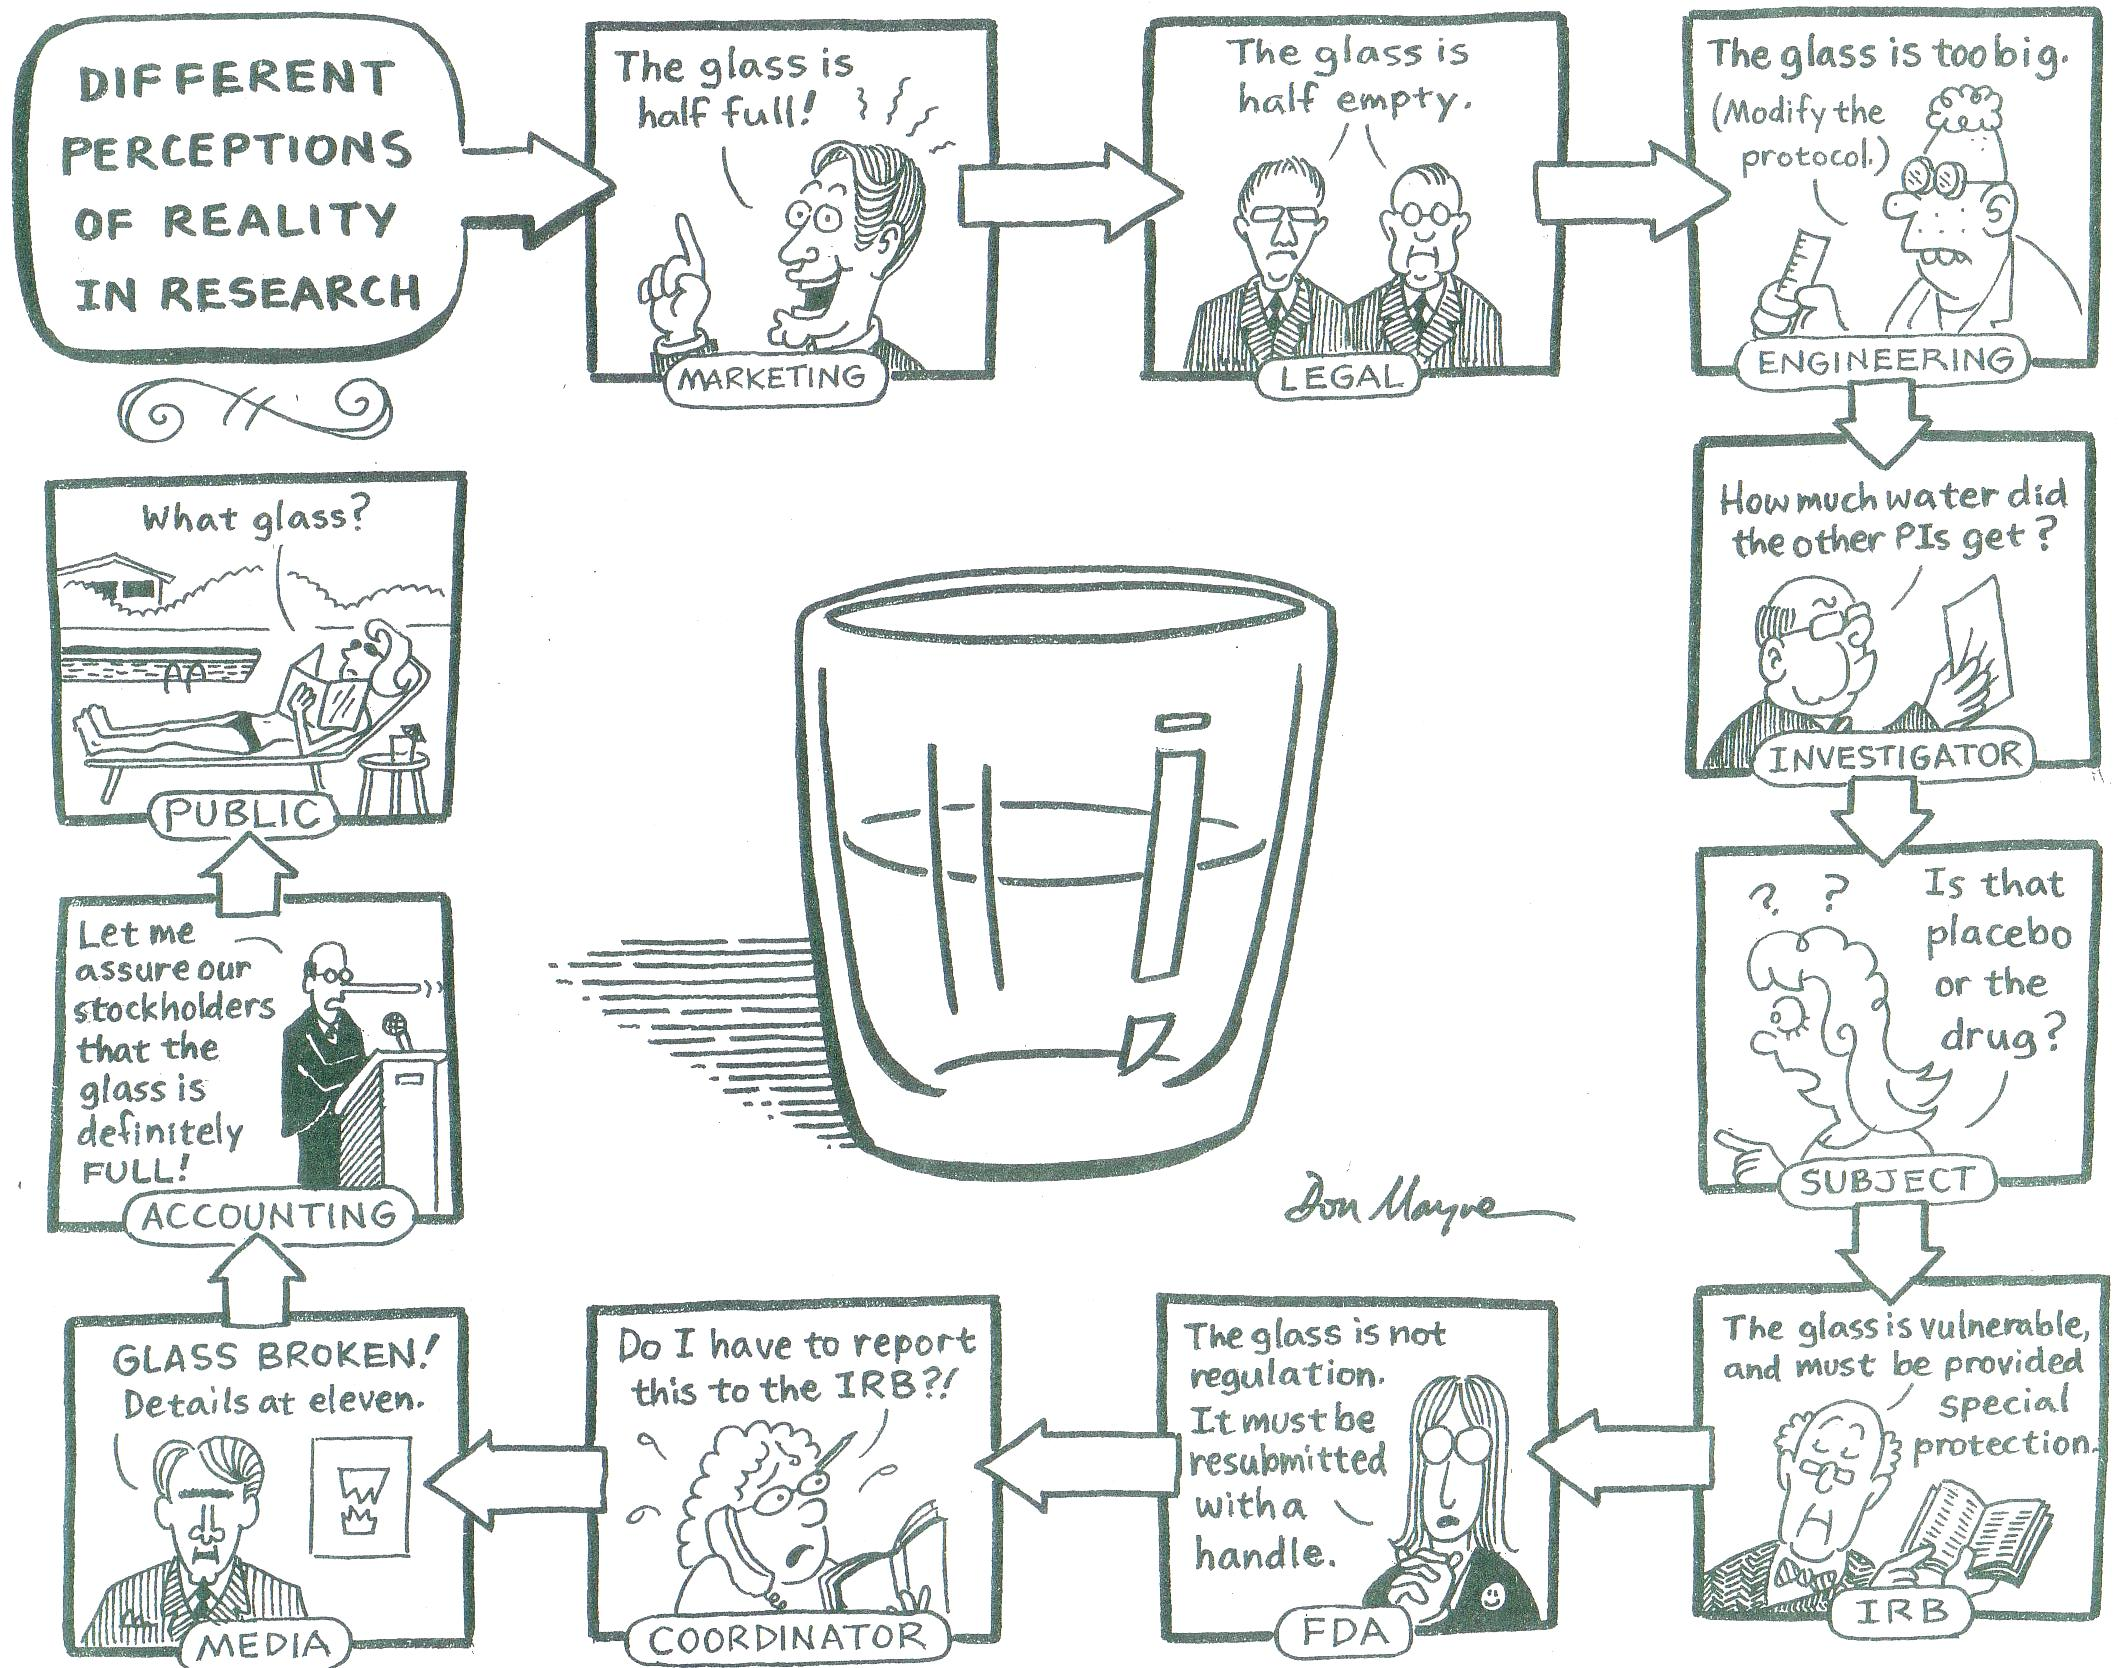 DIFFERENT
PERCEPTIONS
OF REALITY
IN RESEARCH
The glass is
half full!
MARKETING
The glass is
half empty.
LEGAL
The glass is too big.
(Modify the
protocol.)
ENGINEERING
How much water did
the other PIs get?
INVESTIGATOR
? ?
Is that
placebo
or the
drug?
SUBJECT
The glass is vulnerable,
and must be provided
special
protection.
IRB
The glass is not
regulation.
It must be
resubmitted
with a
handle.
FDA
Do I have to report
this to the IRB?!
COORDINATOR
GLASS BROKEN!
Details at eleven.
MEDIA
Let me
assure our
stockholders
that the
glass is
definitely
FULL!
ACCOUNTING
What glass?
PUBLIC
Don Mayne